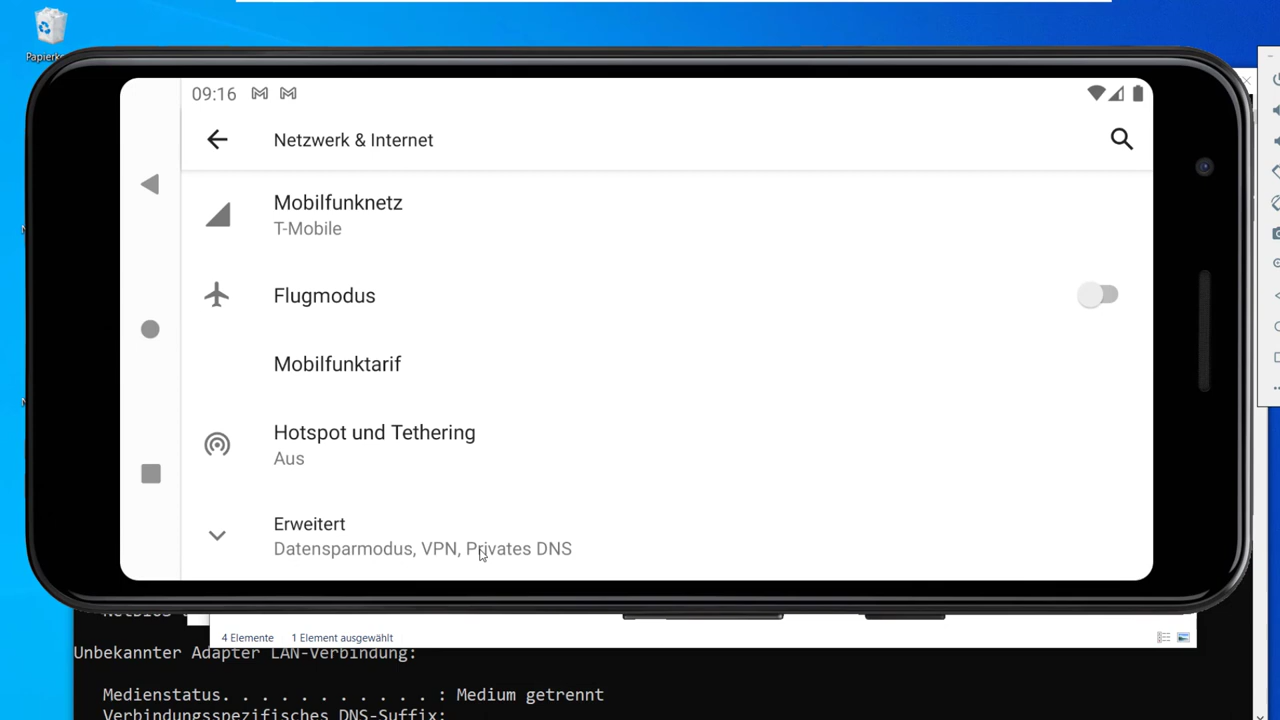 Papierko
09:16
Netzwerk & Internet
Mobilfunknetz
T-Mobile
Flugmodus
Mobilfunktarif
Hotspot und Tethering
Aus
Erweitert
Datensparmodus, VPN, Privates DNS
4 Elemente 1 Element ausgewählt
Unbekannter Adapter LAN-Verbindung:
Medienstatus. . . . . . . . . . . : Medium getrennt
Verbindungsspezifisches DNS-Suffix: